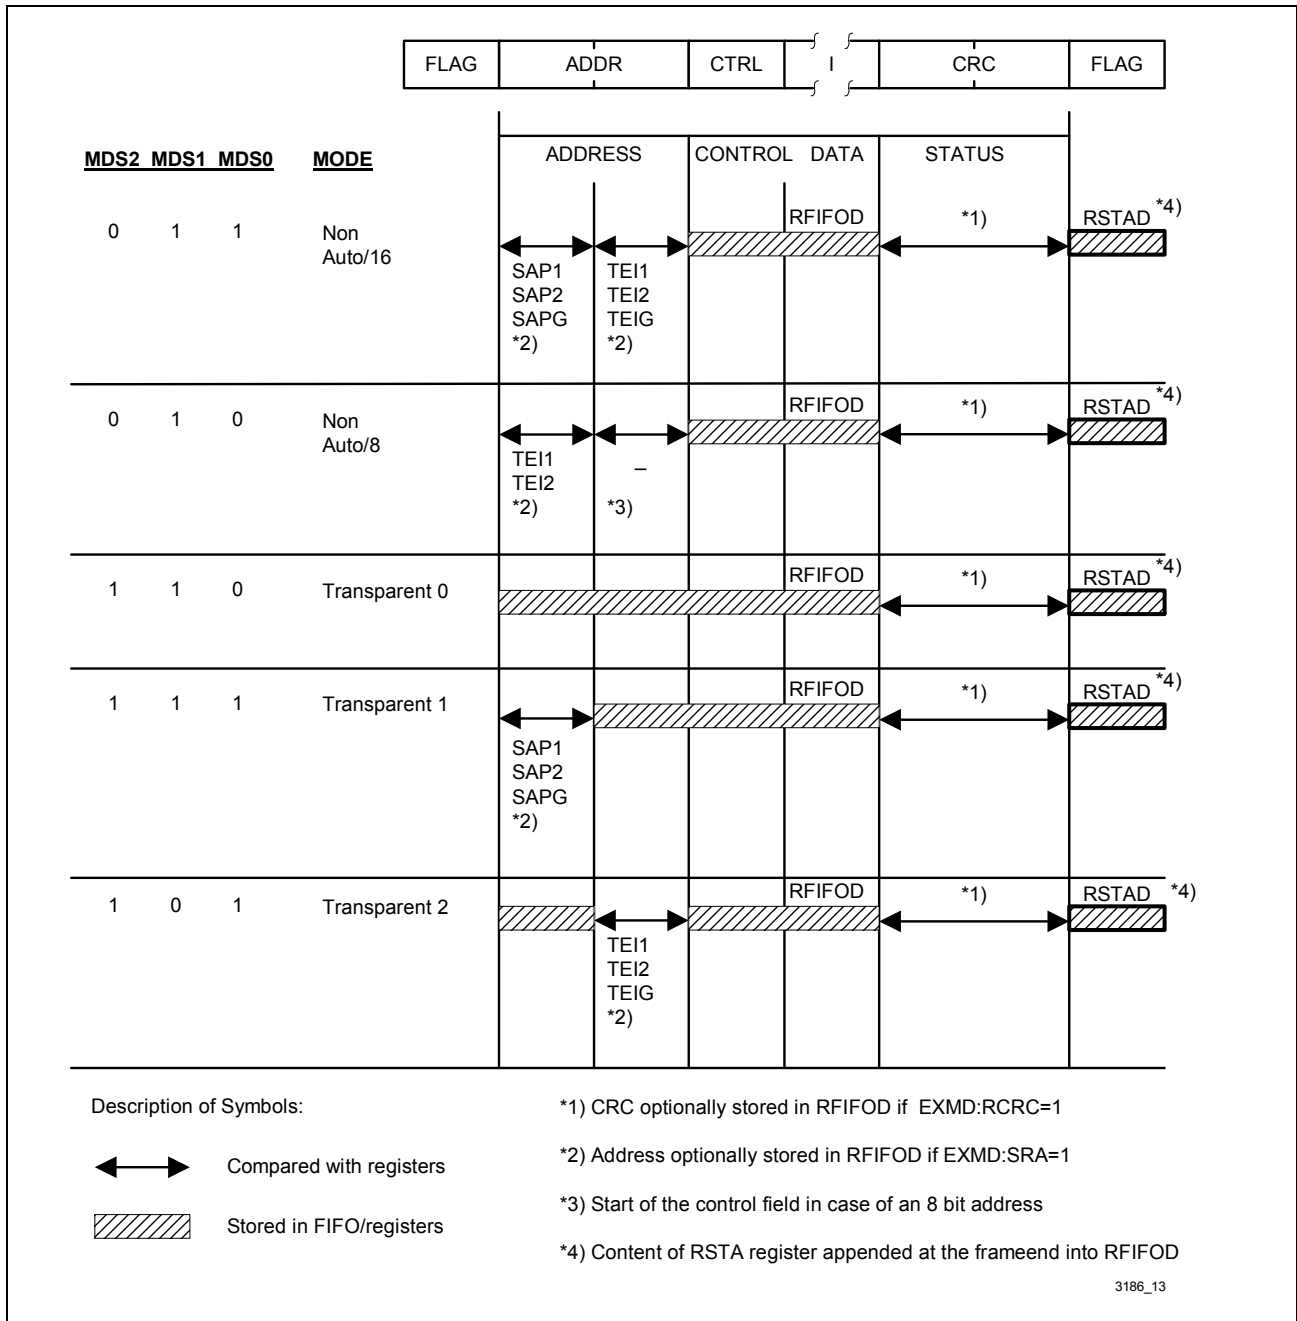 FLAG ADDR CTRL I CRC FLAG
MDS2 MDS1 MDS0 MODE ADDRESS CONTROL DATA STATUS
0 1 1 Non Auto/16 RFIFOD *1) RSTAD *4)
SAP1 TEI1
SAP2 TEI2
SAPG TEIG
*2) *2)
0 1 0 Non Auto/8 RFIFOD *1) RSTAD *4)
TEI1 –
TEI2
*2) *3)
1 1 0 Transparent 0 RFIFOD *1) RSTAD *4)
1 1 1 Transparent 1 RFIFOD *1) RSTAD *4)
SAP1
SAP2
SAPG
*2)
1 0 1 Transparent 2 RFIFOD *1) RSTAD *4)
TEI1
TEI2
TEIG
*2)
Description of Symbols:
Compared with registers
Stored in FIFO/registers
*1) CRC optionally stored in RFIFOD if EXMD:RCRC=1
*2) Address optionally stored in RFIFOD if EXMD:SRA=1
*3) Start of the control field in case of an 8 bit address
*4) Content of RSTA register appended at the frameend into RFIFOD
3186_13